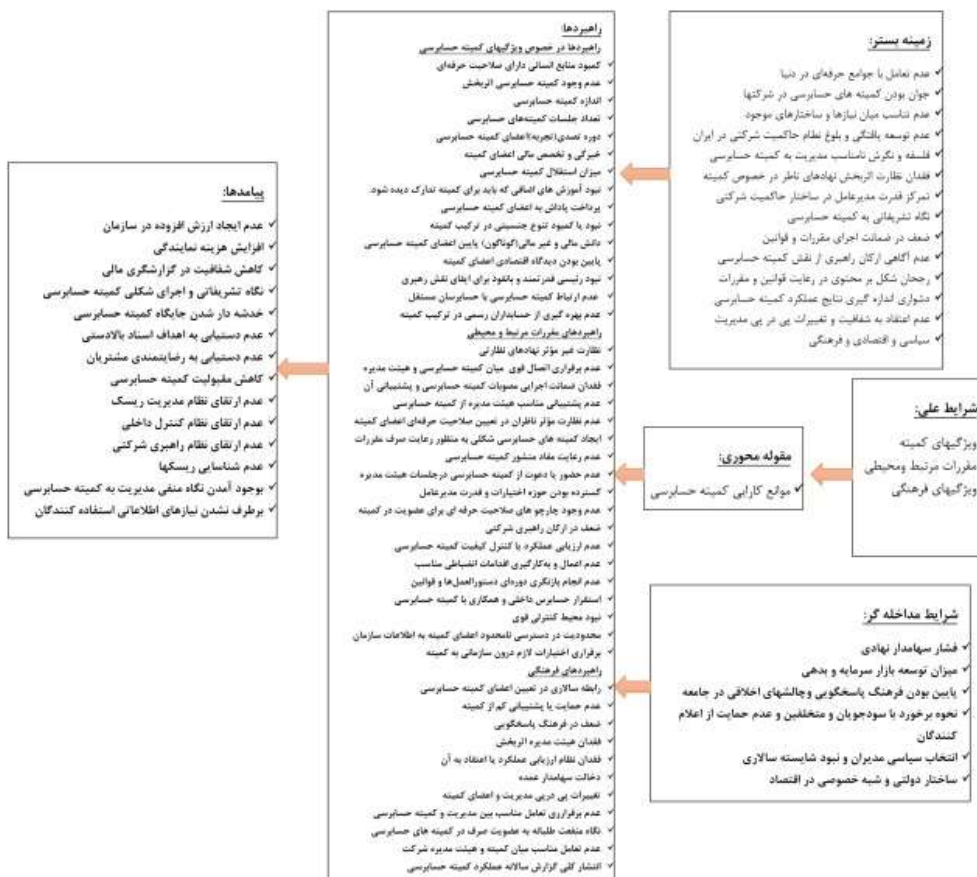 زمینه بستر:
عدم تعامل با جوامع حرفه‌ای در دنیا
جوان بودن کمیته های حسابرسی در شرکتها
عدم تناسب میان نیازها و ساختارهای موجود
عدم توسعه یافتگی و بلوغ نظام حاکمیت شرکتی در ایران
فلسفه و نگرش نامناسب مدیریت به کمیته حسابرسی
فقدان نظارت اثربخش نهادهای ناظر در خصوص کمیته
تمرکز قدرت مدیرعامل در ساختار حاکمیت شرکتی
نگاه تشریفاتی به کمیته حسابرسی
ضعف در ضمانت اجرای مقررات و قوانین
عدم آگاهی ارکان راهبری از نقش کمیته حسابرسی
رجحان شکل بر محتوی در رعایت قوانین و مقررات
دشواری اندازه گیری نتایج عملکرد کمیته حسابرسی
عدم اعتقاد به شفافیت و تغییرات پی در پی مدیریت
سیاسی و اقتصادی و فرهنگی
شرایط علی:
ویژگیهای کمیته
مقررات مرتبط ومحیطی
ویژگیهای فرهنگی
مقوله محوری:
موانع کارایی کمیته حسابرسی
شرایط مداخله گر:
فشار سهامدار نهادی
میزان توسعه بازار سرمایه و بدهی
پایین بودن فرهنگ پاسخگویی وچالشهای اخلاقی در جامعه
نحوه برخورد با سودجویان و متخلفین و عدم حمایت از اعلام
کنندگان
انتخاب سیاسی مدیران و نبود شایسته سالاری
ساختار دولتی و شبه خصوصی در اقتصاد
راهبردها:
راهبردها در خصوص ویژگیهای کمیته حسابرسی
کمبود منابع انسانی دارای صلاحیت حرفه‌ای
عدم وجود کمیته حسابرسی اثربخش
اندازه کمیته حسابرسی
تعداد جلسات کمیته‌های حسابرسی
دوره تصدی(تجربه)اعضای کمیته حسابرسی
خبرگی و تخصص مالی اعضای کمیته
میزان استقلال کمیته حسابرسی
نبود آموزش های اضافی که باید برای کمیته تدارک دیده شود.
پرداخت پاداش به اعضای کمیته حسابرسی
نبود یا کمبود تنوع جنسیتی در ترکیب کمیته
دانش مالی و غیر مالی(گوناگون) پایین اعضای کمیته حسابرسی
پایین بودن دیدگاه اقتصادی اعضای کمیته
نبود رئیسی قدرتمند و بانفوذ برای ایفای نقش رهبری
عدم ارتباط کمیته حسابرسی با حسابرسان مستقل
عدم بهره گیری از حسابداران رسمی در ترکیب کمیته
راهبردهای مقررات مرتبط و محیطی
نظارت غیر مؤثر نهادهای نظارتی
عدم برقراری اتصال قوی میان کمیته حسابرسی و هیئت مدیره
فقدان ضمانت اجرایی مصوبات کمیته حسابرسی و پشتیبانی آن
عدم پشتیبانی مناسب هیئت مدیره از کمیته حسابرسی
عدم نظارت مؤثر ناظران در تعیین صلاحیت حرفه‌ای اعضای کمیته
ایجاد کمیته های حسابرسی شکلی به منظور رعایت صرف مقررات
عدم رعایت مفاد منشور کمیته حسابرسی
عدم حضور یا دعوت از کمیته حسابرسی درجلسات هیئت مدیره
گسترده بودن حوزه اختیارات و قدرت مدیرعامل
عدم وجود چارچو های صلاحیت حرفه ای برای عضویت در کمیته
ضعف در ارکان راهبری شرکتی
عدم ارزیابی عملکرد یا کنترل کیفیت کمیته حسابرسی
عدم اعمال و به‌کارگیری اقدامات انضباطی مناسب
عدم انجام بازنگری دوره‌ای دستورالعمل‌ها و قوانین
استقرار حسابرس داخلی و همکاری با کمیته حسابرسی
نبود محیط کنترلی قوی
محدودیت در دسترسی نامحدود اعضای کمیته به اطلاعات سازمان
برقراری اختیارات لازم درون سازمانی به کمیته
راهبردهای فرهنگی
رابطه سالاری در تعیین اعضای کمیته حسابرسی
عدم حمایت یا پشتیبانی کم از کمیته
ضعف در فرهنگ پاسخگویی
فقدان هیئت مدیره اثربخش
فقدان نظام ارزیابی عملکرد یا اعتقاد به آن
دخالت سهامدار عمده
تغییرات پی درپی مدیریت و اعضای کمیته
عدم برقرارری تعامل مناسب بین مدیریت و کمیته حسابرسی
نگاه منفعت طلبانه به عضویت صرف در کمیته های حسابرسی
عدم تعامل مناسب میان کمیته و هیئت مدیره شرکت
انتشار کلی گزارش سالانه عملکرد کمیته حسابرسی
پیامدها:
عدم ایجاد ارزش افزوده در سازمان
افزایش هزینه نمایندگی
کاهش شفافیت در گزارشگری مالی
نگاه تشریفاتی و اجرای شکلی کمیته حسابرسی
خدشه دار شدن جایگاه کمیته حسابرسی
عدم دستیابی به اهداف اسناد بالادستی
عدم دستیابی به رضایتمندی مشتریان
کاهش مقبولیت کمیته حسابرسی
عدم ارتقای نظام مدیریت ریسک
عدم ارتقای نظام کنترل داخلی
عدم ارتقای نظام راهبری شرکتی
عدم شناسایی ریسکها
بوجود آمدن نگاه منفی مدیریت به کمیته حسابرسی
برطرف نشدن نیازهای اطلاعاتی استفاده کنندگان